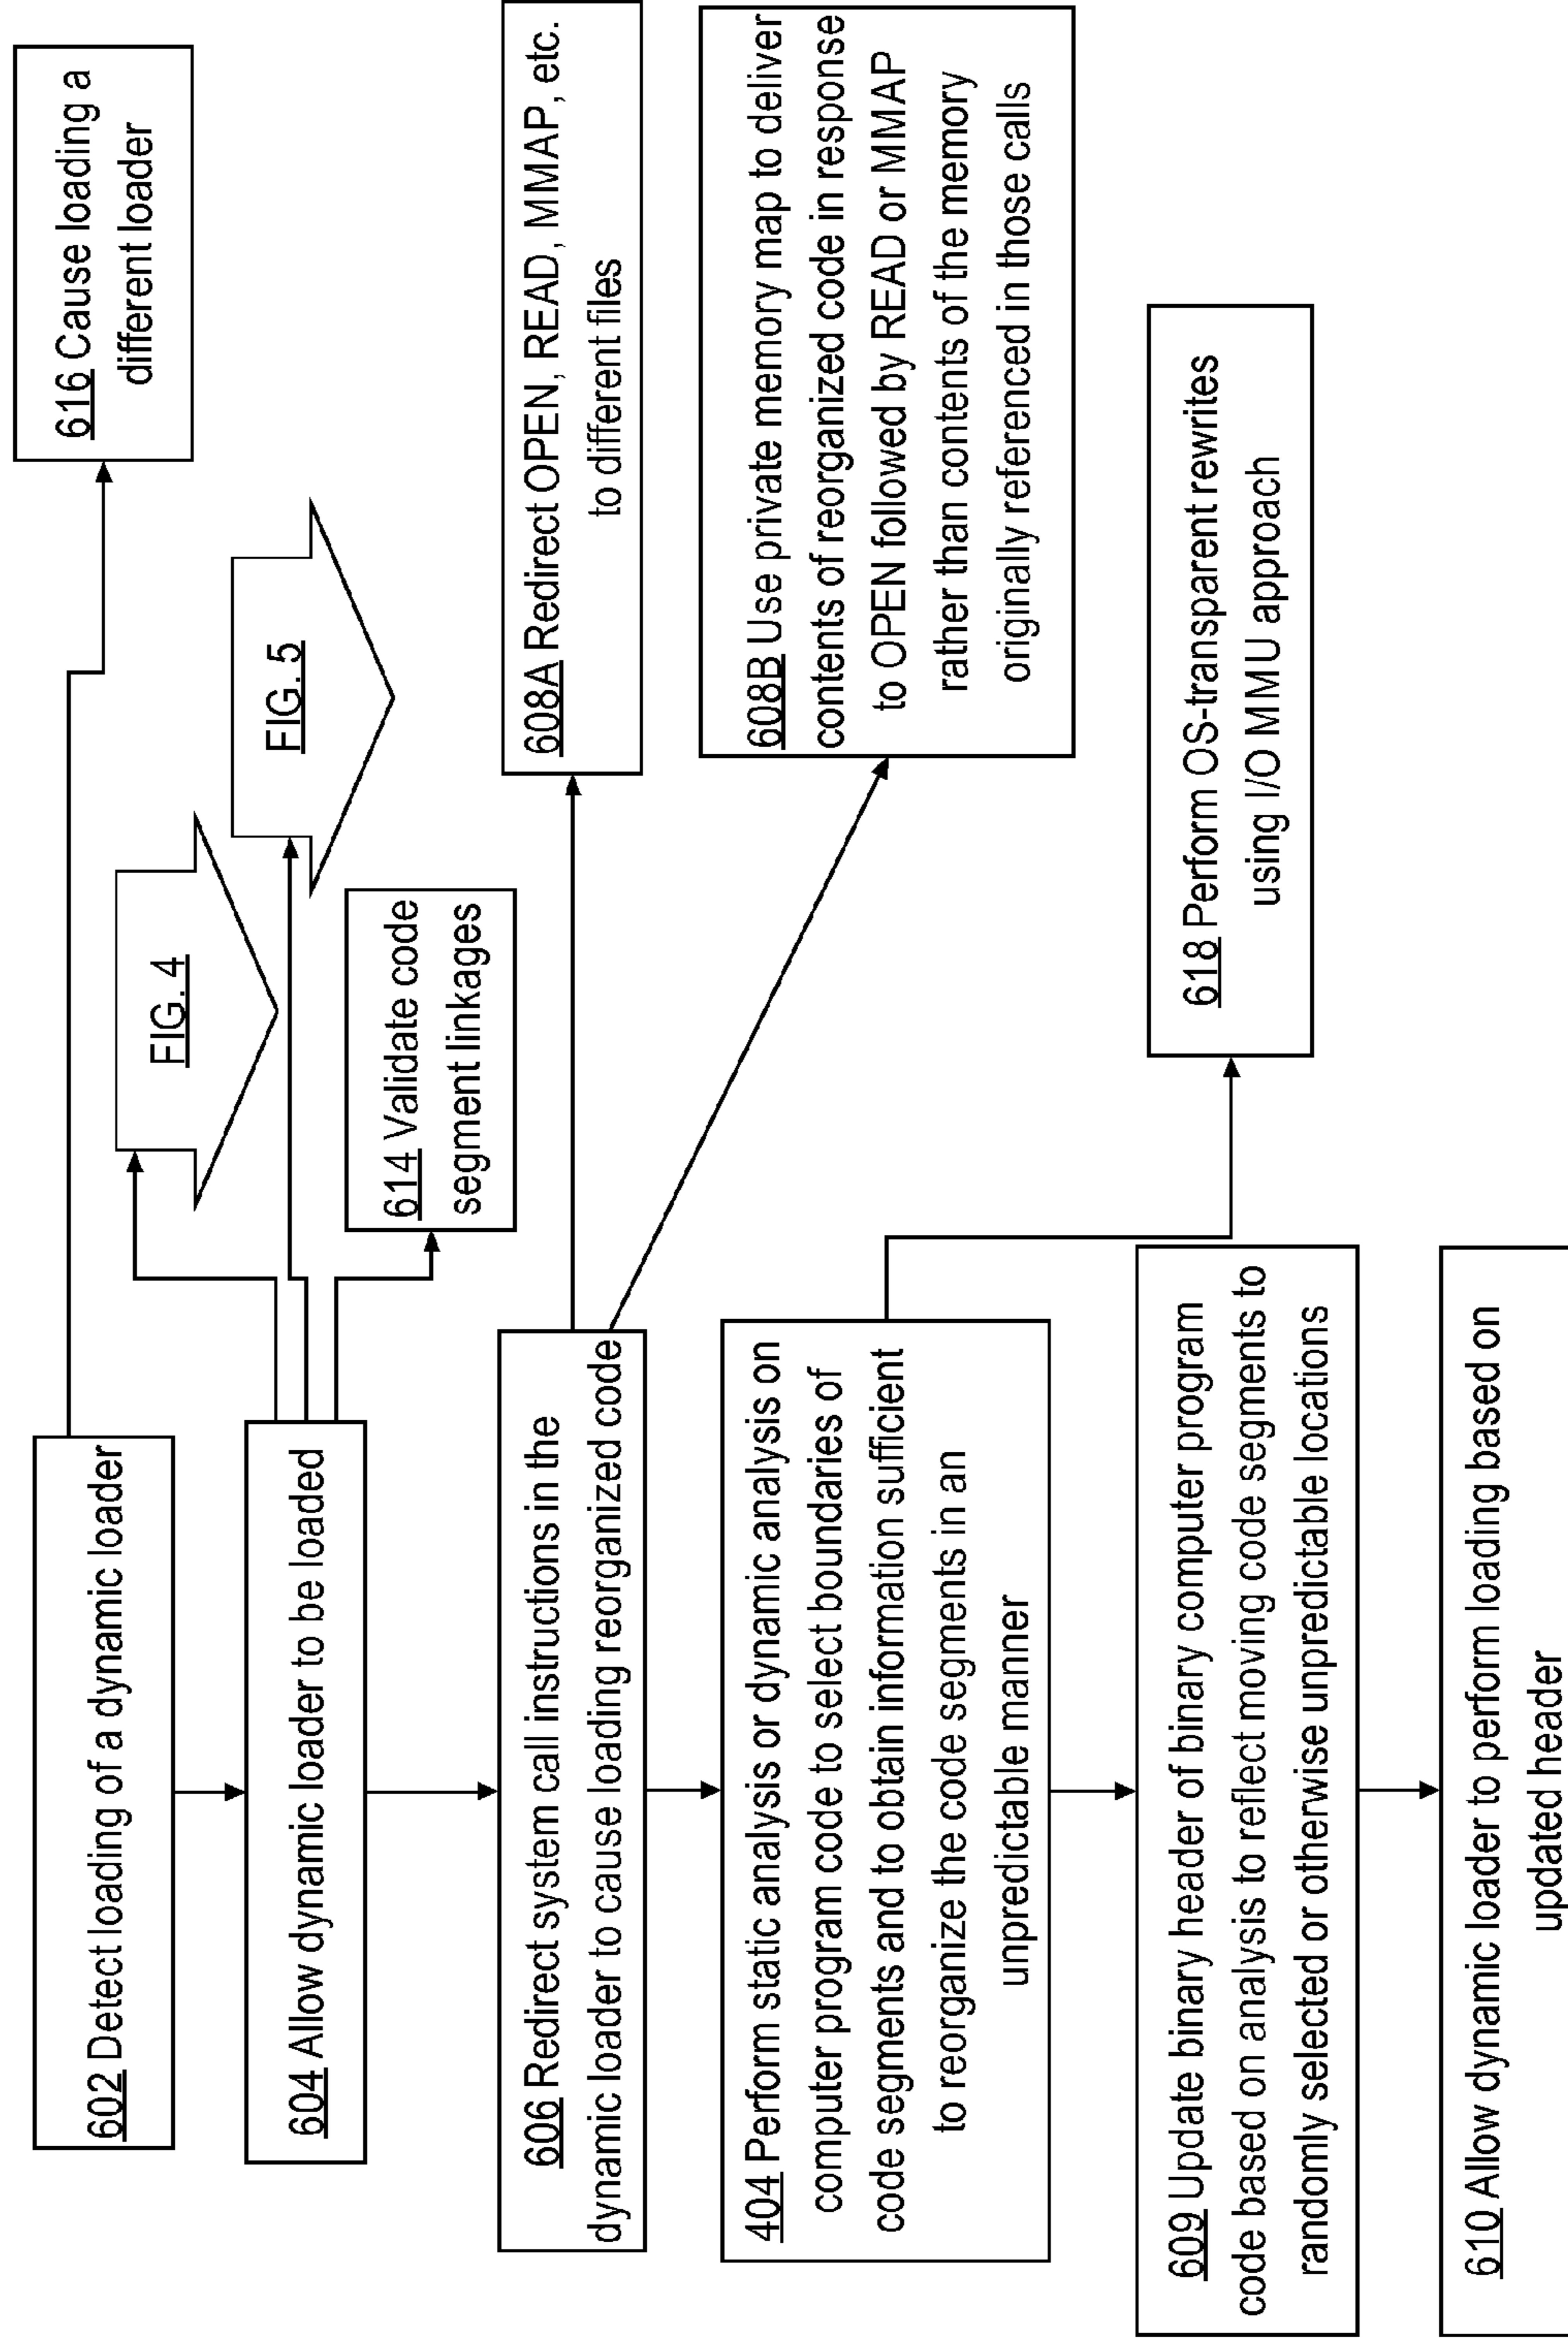 602 Detect loading of a dynamic loader
616 Cause loading a
different loader
604 Allow dynamic loader to be loaded
FIG. 4
FIG. 5
614 Validate code
segment linkages
606 Redirect system call instructions in the
dynamic loader to cause loading reorganized code
608A Redirect OPEN, READ, MMAP, etc.
to different files
608B Use private memory map to deliver
contents of reorganized code in response
to OPEN followed by READ or MMAP
rather than contents of the memory
originally referenced in those calls
404 Perform static analysis or dynamic analysis on
computer program code to select boundaries of
code segments and to obtain information sufficient
to reorganize the code segments in an
unpredictable manner
618 Perform OS-transparent rewrites
using I/O MMU approach
609 Update binary header of binary computer program
code based on analysis to reflect moving code segments to
randomly selected or otherwise unpredictable locations
610 Allow dynamic loader to perform loading based on
updated header